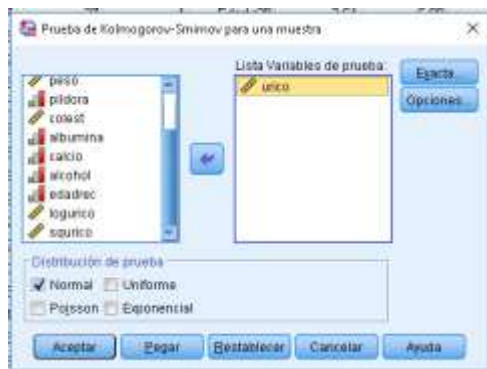 Prueba de Kolmogorov-Smirnov para una muestra
Lista Variables de prueba:
peso
pildora
colest
albumina
calcio
alcohol
edadrec
logurico
squrico
urico
Exacta
Opciones...
Distribución de prueba
Normal
Uniforme
Poisson
Exponencial
Aceptar
Pegar
Restablecer
Cancelar
Ayuda